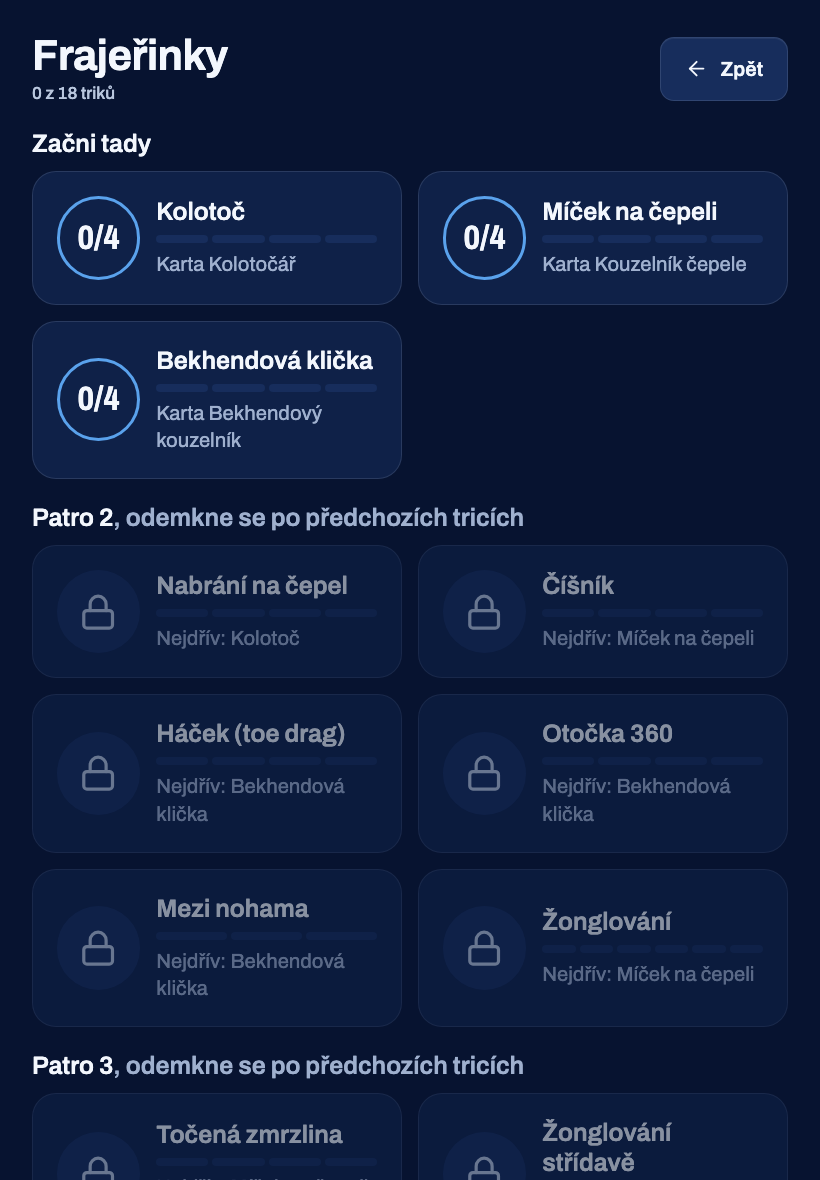 Frajeřinky
0 z 18 triků
Zpět
Začni tady
0/4
Kolotoč
Karta Kolotočář
0/4
Míček na čepeli
Karta Kouzelník čepele
0/4
Bekhendová klička
Karta Bekhendový
kouzelník
Patro 2, odemkne se po předchozích tricích
Nabrání na čepel
Nejdřív: Kolotoč
Číšník
Nejdřív: Míček na čepeli
Háček (toe drag)
Nejdřív: Bekhendová
klička
Otočka 360
Nejdřív: Bekhendová
klička
Mezi nohama
Nejdřív: Bekhendová
klička
Žonglování
Nejdřív: Míček na čepeli
Patro 3, odemkne se po předchozích tricích
Točená zmrzlina
Žonglování
střídavě